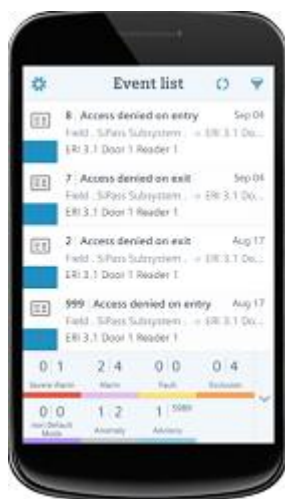 Event list
8 Access denied on entry Sep 04
Field . SiPass Subsystem . ERI 3.1 Do...
ERI 3.1 Door 1 Reader 1
7 Access denied on exit Sep 04
Field . SiPass Subsystem . ERI 3.1 Do...
ERI 3.1 Door 1 Reader 1
2 Access denied on exit Aug 17
Field . SiPass Subsystem . ERI 3.1 Do...
ERI 3.1 Door 1 Reader 1
999 Access denied on entry Aug 17
Field . SiPass Subsystem . ERI 3.1 Do...
ERI 3.1 Door 1 Reader 1
0 1 2 4 0 0 0 4
Severe Alarm Alarm Fault Exclusion
0 0 1 2 1 5989
non Default Anomaly Advisory
Mode